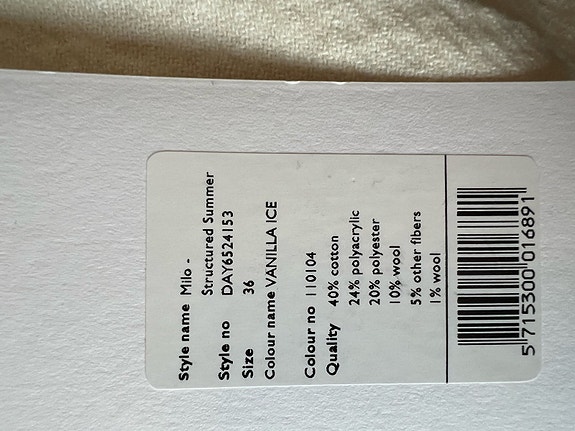 Style name Milo -
Structured Summer
Style no DAY6524153
Size 36
Colour name VANILLA ICE
Colour no 110104
Quality 40% cotton
24% polyacrylic
20% polyester
10% wool
5% other fibers
1% wool
5 715300 016891